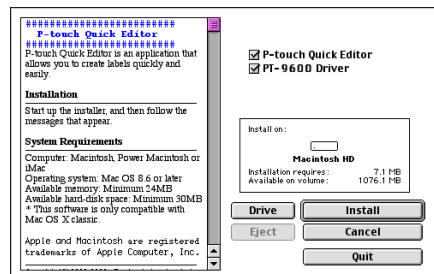 ########################
P-touch Quick Editor
########################
P-touch Quick Editor is an application that
allows you to create labels quickly and
easily.
Installation
Start up the installer, and then follow the
messages that appear.
System Requirements
Computer: Macintosh, Power Macintosh or
iMac
Operating system: Mac OS 8.6 or later
Available memory: Minimum 24MB
Available hard-disk space: Minimum 30MB
* This software is only compatible with
Mac OS X classic.
Apple and Macintosh are registered
trademarks of Apple Computer, Inc.
P-touch Quick Editor
PT-9600 Driver
Install on:
Macintosh HD
Installation requires: 7.1 MB
Available on volume: 1076.1 MB
Drive
Install
Eject
Cancel
Quit